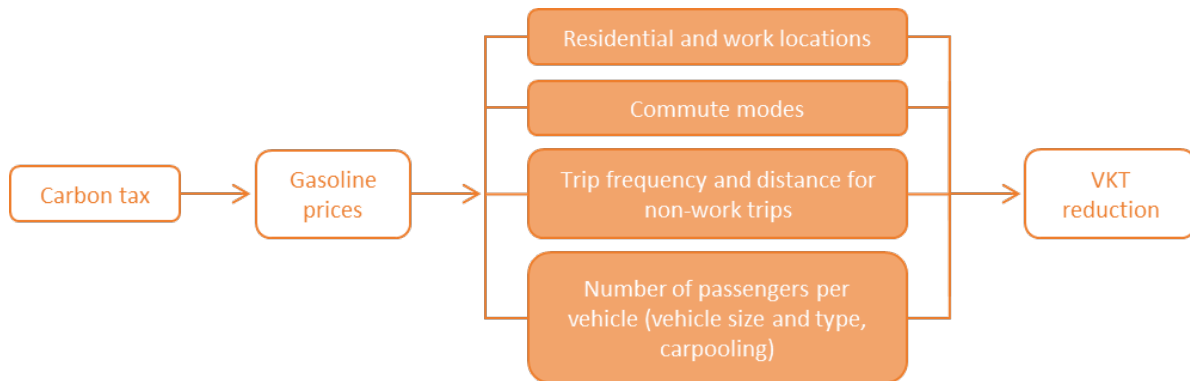 Residential and work locations
Commute modes
Carbon tax
Gasoline
prices
Trip frequency and distance for
non-work trips
VKT
reduction
Number of passengers per
vehicle (vehicle size and type,
carpooling)